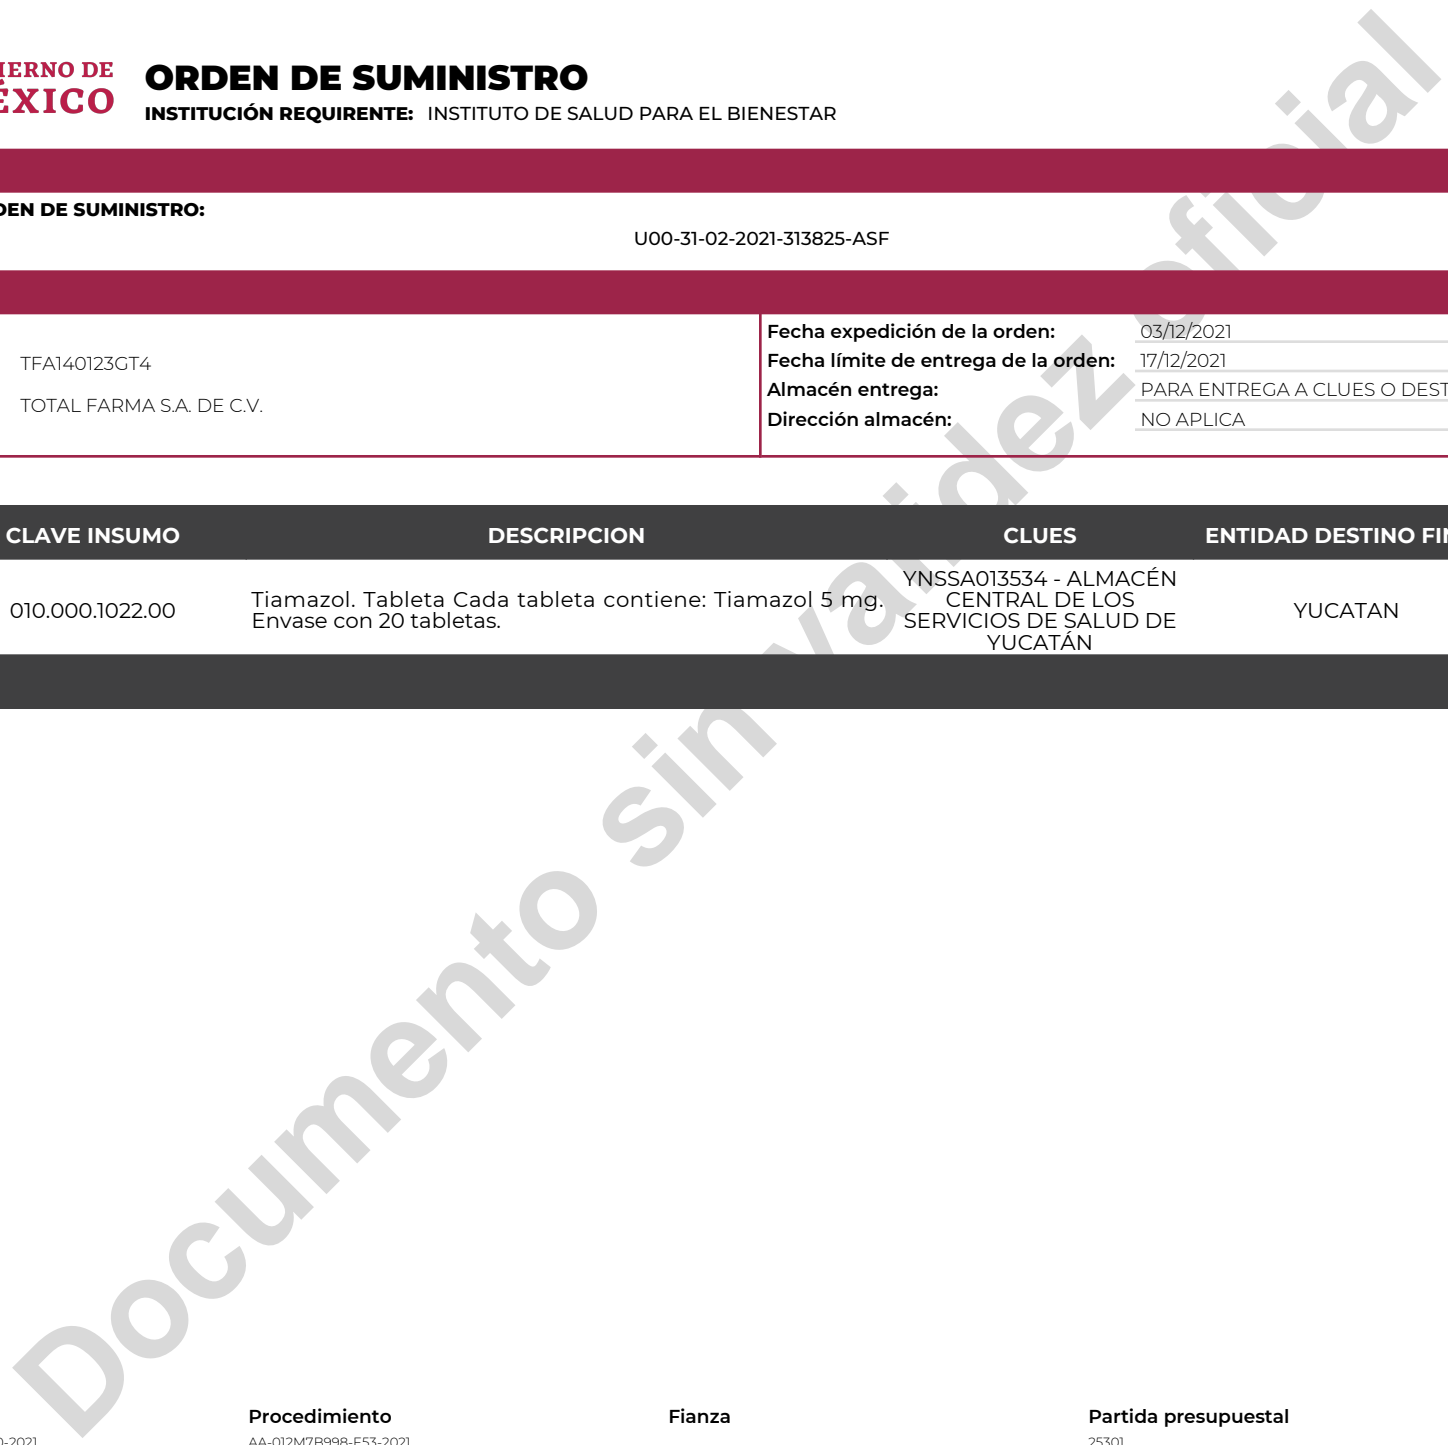 IERNO DE
ÉXICO
ORDEN DE SUMINISTRO
INSTITUCIÓN REQUIRENTE: INSTITUTO DE SALUD PARA EL BIENESTAR
DEN DE SUMINISTRO:
U00-31-02-2021-313825-ASF
TFA140123GT4
TOTAL FARMA S.A. DE C.V.
Fecha expedición de la orden: 03/12/2021
Fecha límite de entrega de la orden: 17/12/2021
Almacén entrega: PARA ENTREGA A CLUES O DEST
Dirección almacén: NO APLICA
CLAVE INSUMO DESCRIPCION CLUES ENTIDAD DESTINO FIN
010.000.1022.00
Tiamazol. Tableta Cada tableta contiene: Tiamazol 5 mg.
Envase con 20 tabletas.
YNSSA013534 - ALMACÉN
CENTRAL DE LOS
SERVICIOS DE SALUD DE
YUCATÁN
YUCATAN
Documento sin validez oficial
Procedimiento Fianza Partida presupuestal
0-2021 AA-012M7B998-E53-2021 25301